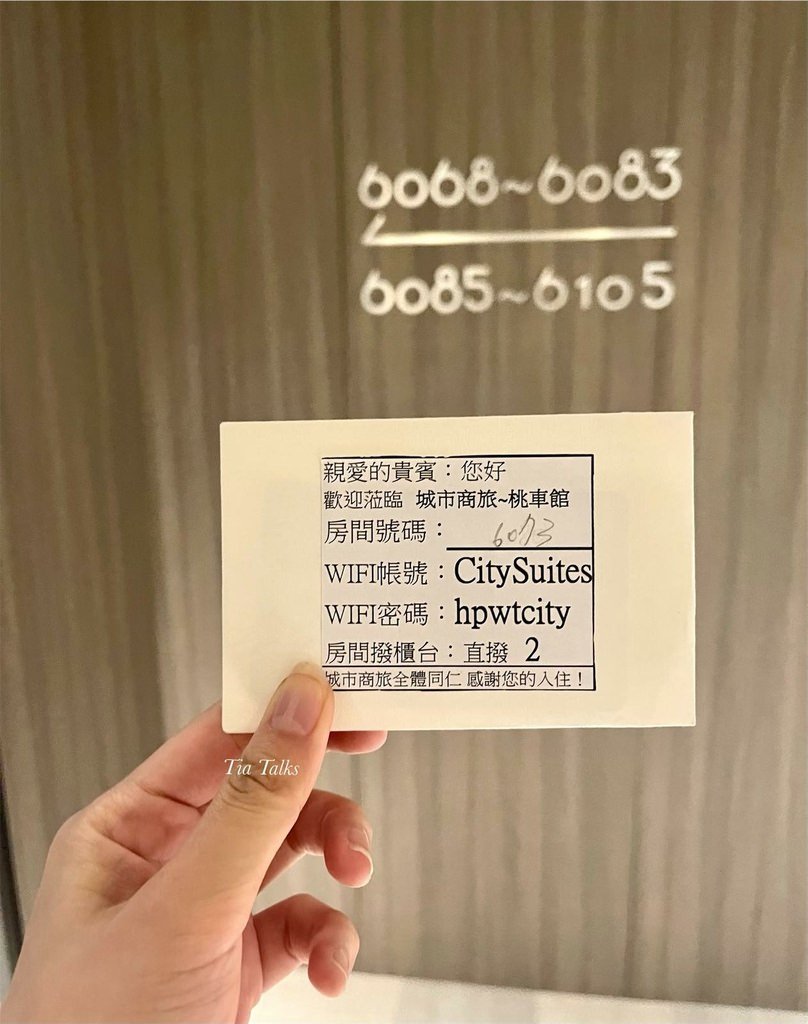 6068~6083
6085~6105
親愛的貴賓：您好
歡迎蒞臨 城市商旅~桃車館
房間號碼：6073
WIFI帳號：CitySuites
WIFI密碼：hpwtcity
房間撥櫃台：直撥 2
城市商旅全體同仁 感謝您的入住！
Tia Talks